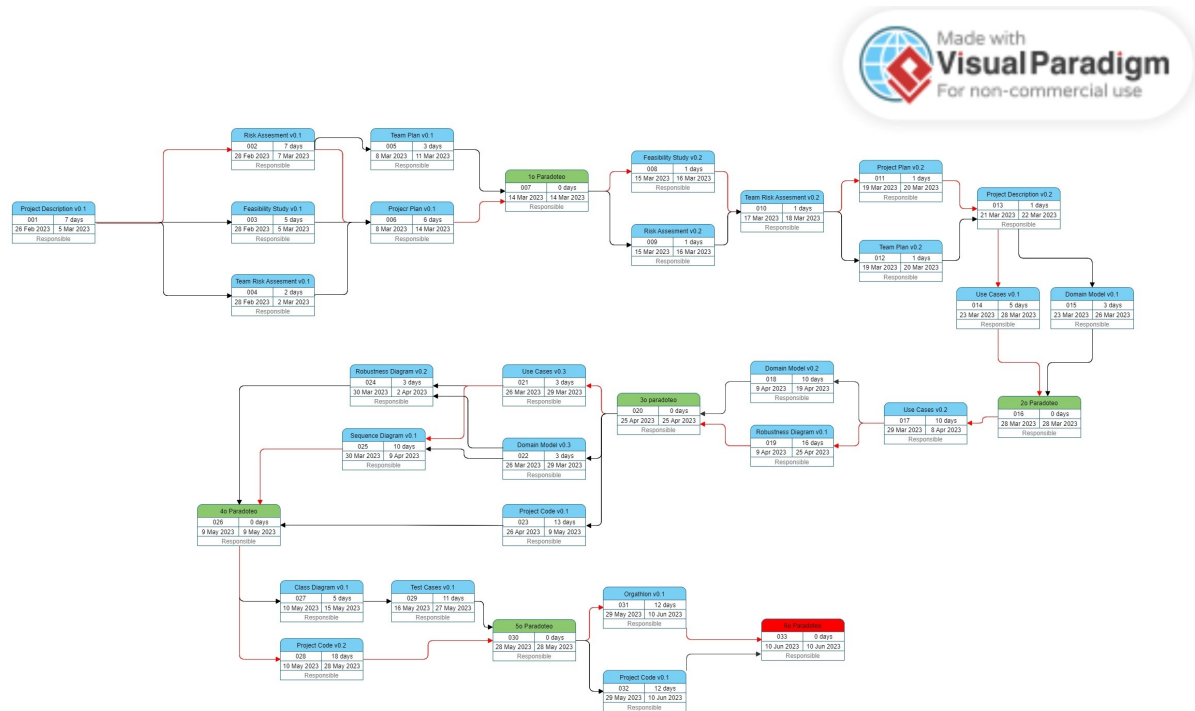 Made with
Visual Paradigm
For non-commercial use
Project Description v0.1
001 7 days
26 Feb 2023 5 Mar 2023
Responsible
Risk Assesment v0.1
002 7 days
28 Feb 2023 7 Mar 2023
Responsible
Feasibility Study v0.1
003 5 days
28 Feb 2023 5 Mar 2023
Responsible
Team Risk Assesment v0.1
004 2 days
28 Feb 2023 2 Mar 2023
Responsible
Team Plan v0.1
005 3 days
8 Mar 2023 11 Mar 2023
Responsible
Projecr Plan v0.1
006 6 days
8 Mar 2023 14 Mar 2023
Responsible
1o Paradoteo
007 0 days
14 Mar 2023 14 Mar 2023
Responsible
Feasibility Study v0.2
008 1 days
15 Mar 2023 16 Mar 2023
Responsible
Risk Assesment v0.2
009 1 days
15 Mar 2023 16 Mar 2023
Responsible
Team Risk Assesment v0.2
010 1 days
17 Mar 2023 18 Mar 2023
Responsible
Project Plan v0.2
011 1 days
19 Mar 2023 20 Mar 2023
Responsible
Team Plan v0.2
012 1 days
19 Mar 2023 20 Mar 2023
Responsible
Project Description v0.2
013 1 days
21 Mar 2023 22 Mar 2023
Responsible
Use Cases v0.1
014 5 days
23 Mar 2023 28 Mar 2023
Responsible
Domain Model v0.1
015 3 days
23 Mar 2023 26 Mar 2023
Responsible
2o Paradoteo
016 0 days
28 Mar 2023 28 Mar 2023
Responsible
Use Cases v0.2
017 10 days
29 Mar 2023 8 Apr 2023
Responsible
Domain Model v0.2
018 10 days
9 Apr 2023 19 Apr 2023
Responsible
Robustness Diagram v0.1
019 16 days
9 Apr 2023 25 Apr 2023
Responsible
3o paradoteo
020 0 days
25 Apr 2023 25 Apr 2023
Responsible
Use Cases v0.3
021 3 days
26 Mar 2023 29 Mar 2023
Responsible
Domain Model v0.3
022 3 days
26 Mar 2023 29 Mar 2023
Responsible
Project Code v0.1
023 13 days
26 Apr 2023 9 May 2023
Responsible
Robustness Diagram v0.2
024 3 days
30 Mar 2023 2 Apr 2023
Responsible
Sequence Diagram v0.1
025 10 days
30 Mar 2023 9 Apr 2023
Responsible
4o Paradoteo
026 0 days
9 May 2023 9 May 2023
Responsible
Class Diagram v0.1
027 5 days
10 May 2023 15 May 2023
Responsible
Project Code v0.2
028 18 days
10 May 2023 28 May 2023
Responsible
Test Cases v0.1
029 11 days
16 May 2023 27 May 2023
Responsible
5o Paradoteo
030 0 days
28 May 2023 28 May 2023
Responsible
Orgathlon v0.1
031 12 days
29 May 2023 10 Jun 2023
Responsible
Project Code v0.1
032 12 days
29 May 2023 10 Jun 2023
Responsible
Paradoteo
033 0 days
10 Jun 2023 10 Jun 2023
Responsible